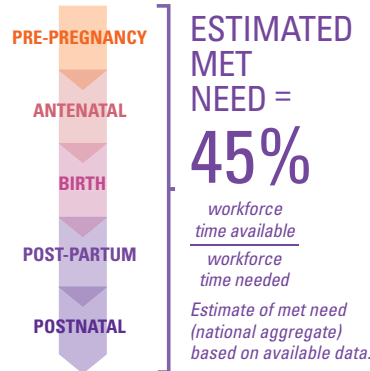 PRE-PREGNANCY
ANTENATAL
BIRTH
POST-PARTUM
POSTNATAL
ESTIMATED
MET
NEED =
45%
workforce
time available
workforce
time needed
Estimate of met need
(national aggregate)
based on available data.